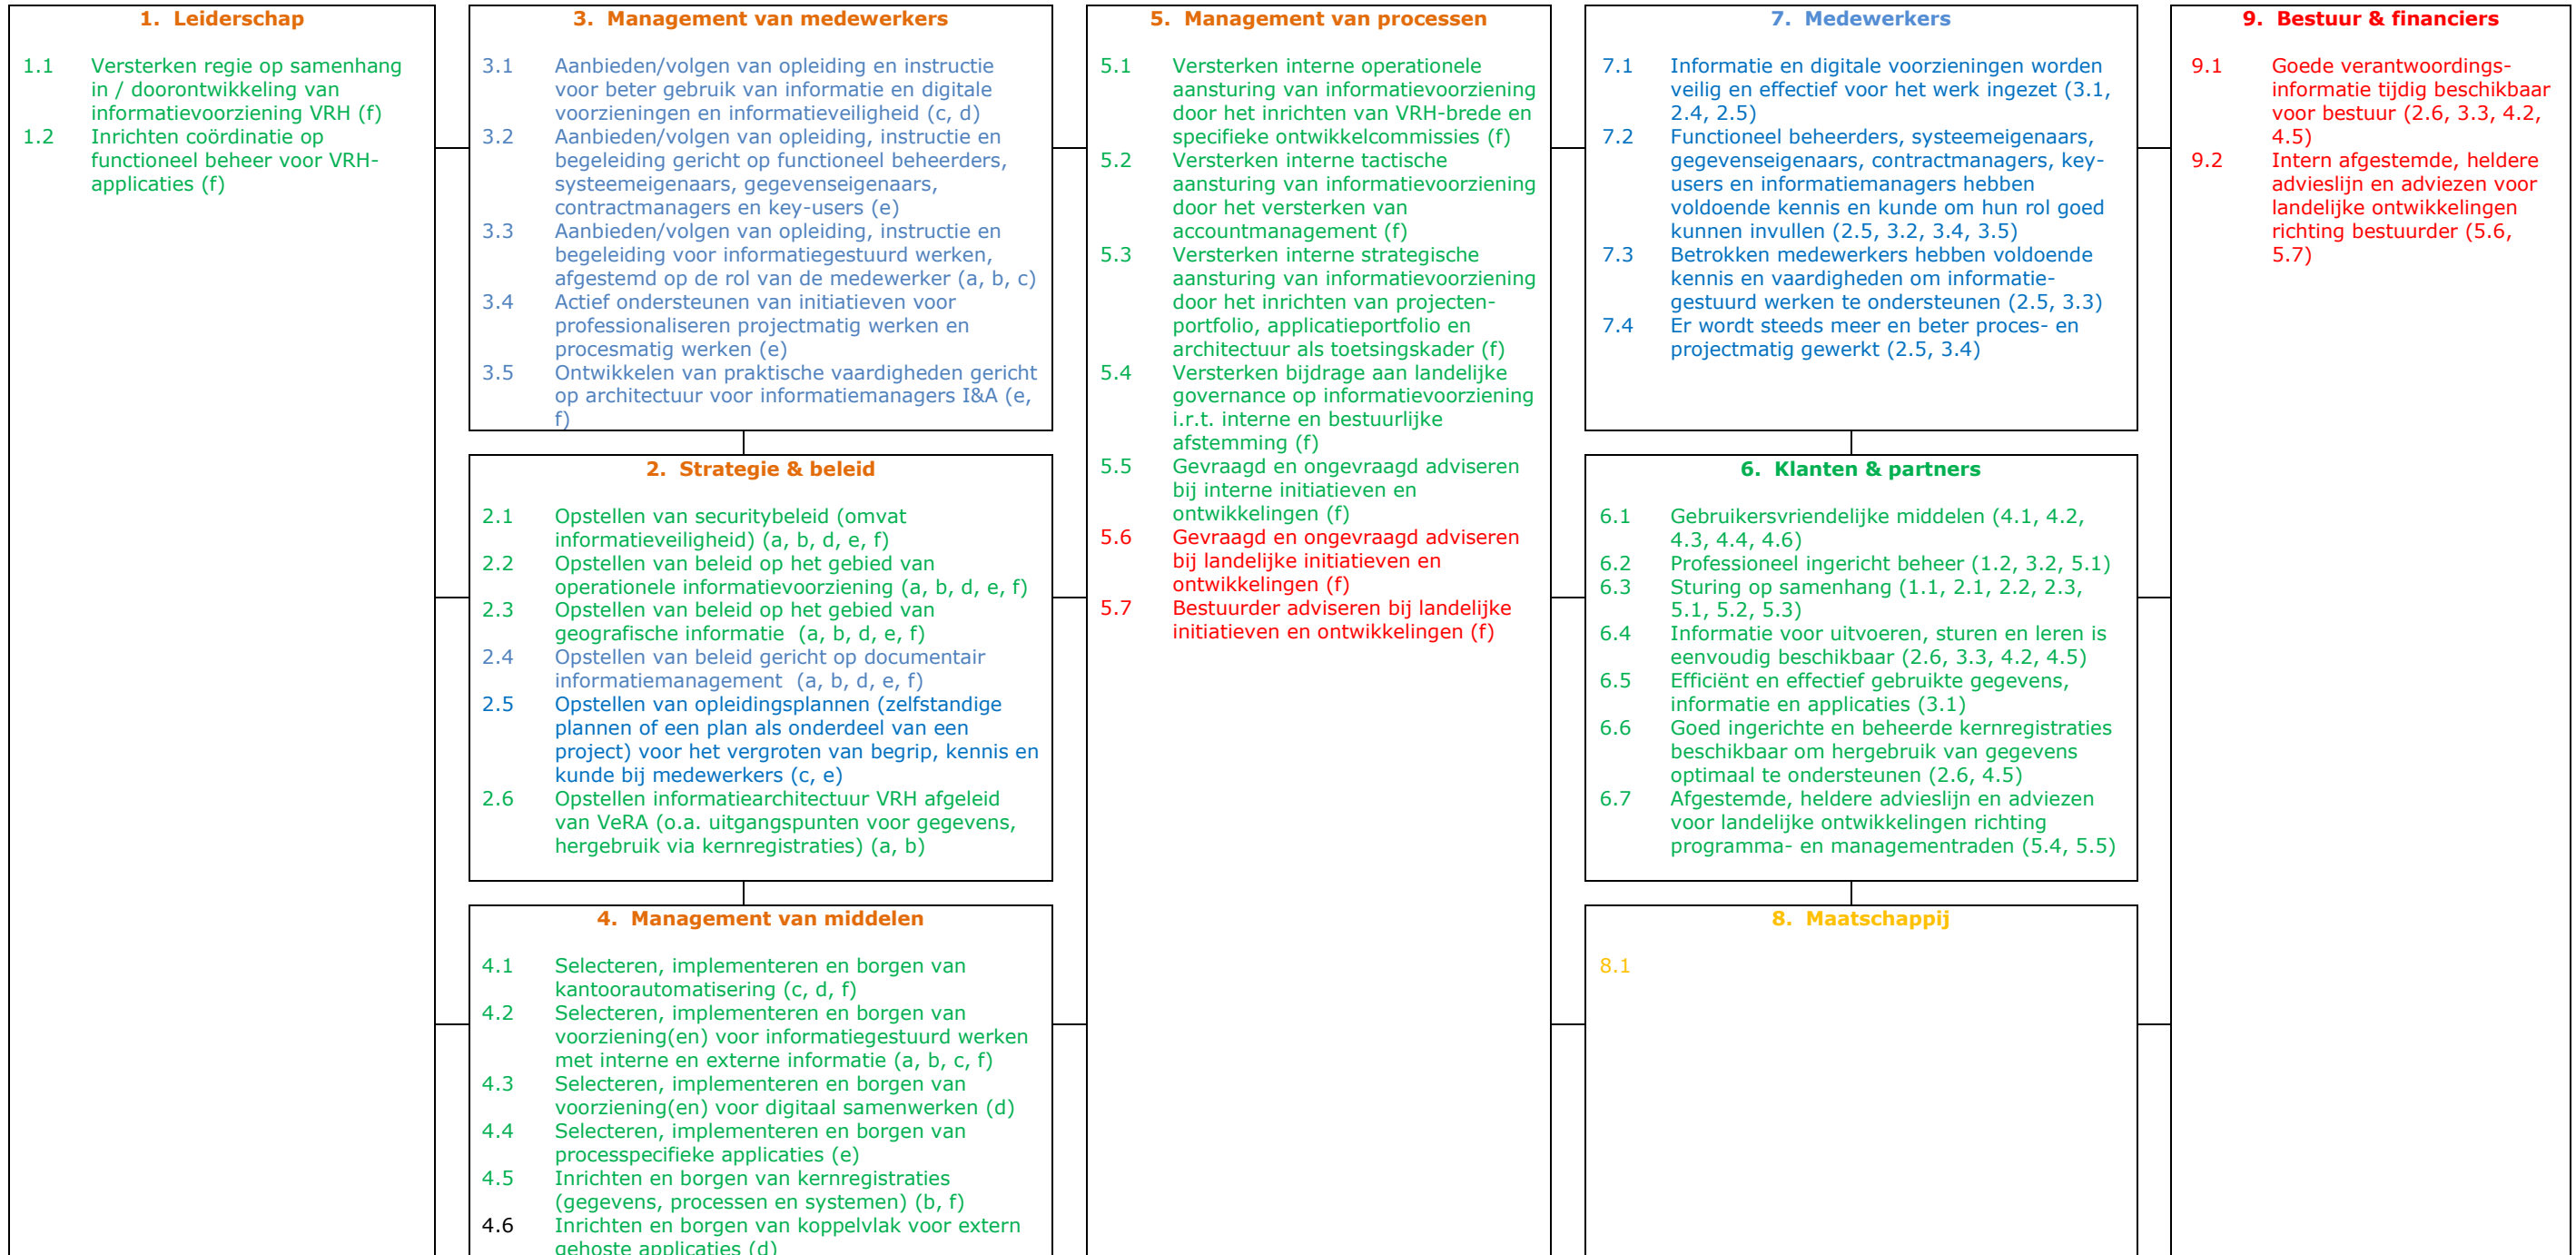 1. Leiderschap
1.1 Versterken regie op samenhang
in / doorontwikkeling van
informatievoorziening VRH (f)
1.2 Inrichten coördinatie op
functioneel beheer voor VRH-
applicaties (f)
3. Management van medewerkers
3.1 Aanbieden/volgen van opleiding en instructie
voor beter gebruik van informatie en digitale
voorzieningen en informatieveiligheid (c, d)
3.2 Aanbieden/volgen van opleiding, instructie en
begeleiding gericht op functioneel beheerders,
systeemeigenaars, gegevenseigenaars,
contractmanagers en key-users (e)
3.3 Aanbieden/volgen van opleiding, instructie en
begeleiding voor informatiegestuurd werken,
afgestemd op de rol van de medewerker (a, b, c)
3.4 Actief ondersteunen van initiatieven voor
professionaliseren projectmatig werken en
procesmatig werken (e)
3.5 Ontwikkelen van praktische vaardigheden gericht
op architectuur voor informatiemanagers I&A (e,
f)
2. Strategie & beleid
2.1 Opstellen van securitybeleid (omvat
informatieveiligheid) (a, b, d, e, f)
2.2 Opstellen van beleid op het gebied van
operationele informatievoorziening (a, b, d, e, f)
2.3 Opstellen van beleid op het gebied van
geografische informatie (a, b, d, e, f)
2.4 Opstellen van beleid gericht op documentair
informatiemanagement (a, b, d, e, f)
2.5 Opstellen van opleidingsplannen (zelfstandige
plannen of een plan als onderdeel van een
project) voor het vergroten van begrip, kennis en
kunde bij medewerkers (c, e)
2.6 Opstellen informatiearchitectuur VRH afgeleid
van VeRA (o.a. uitgangspunten voor gegevens,
hergebruik via kernregistraties) (a, b)
4. Management van middelen
4.1 Selecteren, implementeren en borgen van
kantoorautomatisering (c, d, f)
4.2 Selecteren, implementeren en borgen van
voorziening(en) voor informatiegestuurd werken
met interne en externe informatie (a, b, c, f)
4.3 Selecteren, implementeren en borgen van
voorziening(en) voor digitaal samenwerken (d)
4.4 Selecteren, implementeren en borgen van
processpecifieke applicaties (e)
4.5 Inrichten en borgen van kernregistraties
(gegevens, processen en systemen) (b, f)
4.6 Inrichten en borgen van koppelvlak voor extern
gehoste applicaties (d)
5. Management van processen
5.1 Versterken interne operationele
aansturing van informatievoorziening
door het inrichten van VRH-brede en
specifieke ontwikkelcommissies (f)
5.2 Versterken interne tactische
aansturing van informatievoorziening
door het versterken van
accountmanagement (f)
5.3 Versterken interne strategische
aansturing van informatievoorziening
door het inrichten van projecten-
portfolio, applicatieportfolio en
architectuur als toetsingskader (f)
5.4 Versterken bijdrage aan landelijke
governance op informatievoorziening
i.r.t. interne en bestuurlijke
afstemming (f)
5.5 Gevraagd en ongevraagd adviseren
bij interne initiatieven en
ontwikkelingen (f)
5.6 Gevraagd en ongevraagd adviseren
bij landelijke initiatieven en
ontwikkelingen (f)
5.7 Bestuurder adviseren bij landelijke
initiatieven en ontwikkelingen (f)
7. Medewerkers
7.1 Informatie en digitale voorzieningen worden
veilig en effectief voor het werk ingezet (3.1,
2.4, 2.5)
7.2 Functioneel beheerders, systeemeigenaars,
gegevenseigenaars, contractmanagers, key-
users en informatiemanagers hebben
voldoende kennis en kunde om hun rol goed
kunnen invullen (2.5, 3.2, 3.4, 3.5)
7.3 Betrokken medewerkers hebben voldoende
kennis en vaardigheden om informatie-
gestuurd werken te ondersteunen (2.5, 3.3)
7.4 Er wordt steeds meer en beter proces- en
projectmatig gewerkt (2.5, 3.4)
6. Klanten & partners
6.1 Gebruikersvriendelijke middelen (4.1, 4.2,
4.3, 4.4, 4.6)
6.2 Professioneel ingericht beheer (1.2, 3.2, 5.1)
6.3 Sturing op samenhang (1.1, 2.1, 2.2, 2.3,
5.1, 5.2, 5.3)
6.4 Informatie voor uitvoeren, sturen en leren is
eenvoudig beschikbaar (2.6, 3.3, 4.2, 4.5)
6.5 Efficiënt en effectief gebruikte gegevens,
informatie en applicaties (3.1)
6.6 Goed ingerichte en beheerde kernregistraties
beschikbaar om hergebruik van gegevens
optimaal te ondersteunen (2.6, 4.5)
6.7 Afgestemde, heldere advieslijn en adviezen
voor landelijke ontwikkelingen richting
programma- en managementraden (5.4, 5.5)
8. Maatschappij
8.1
9. Bestuur & financiers
9.1 Goede verantwoordings-
informatie tijdig beschikbaar
voor bestuur (2.6, 3.3, 4.2,
4.5)
9.2 Intern afgestemde, heldere
advieslijn en adviezen voor
landelijke ontwikkelingen
richting bestuurder (5.6,
5.7)